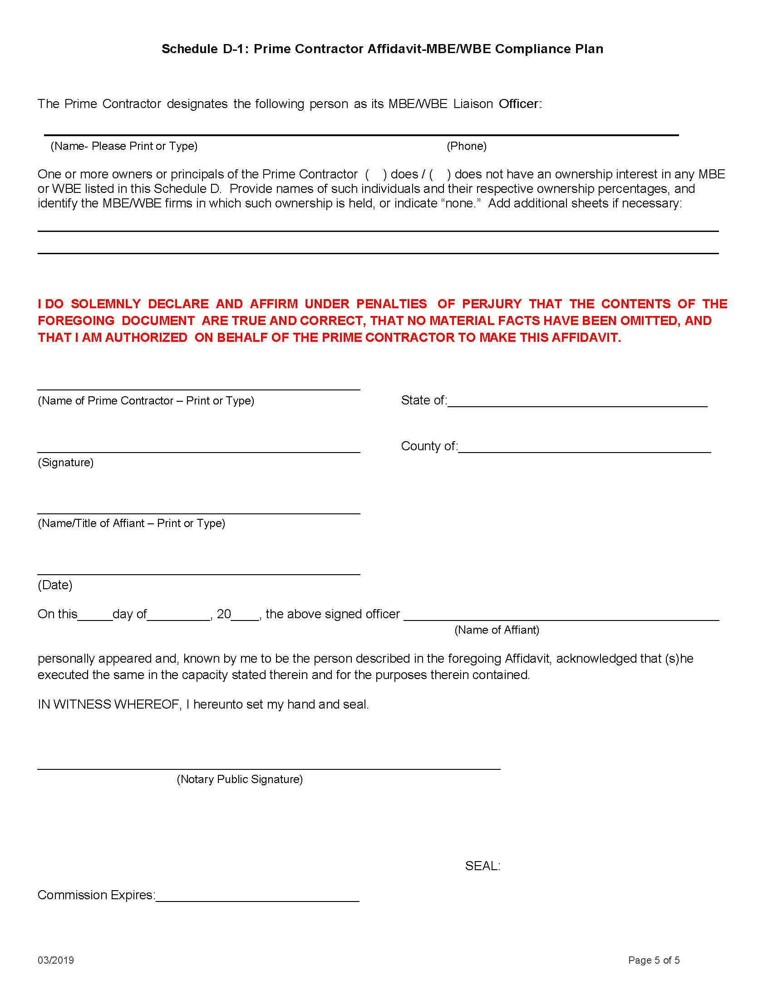 Schedule D-1: Prime Contractor Affidavit-MBE/WBE Compliance Plan
The Prime Contractor designates the following person as its MBE/WBE Liaison Officer:
(Name- Please Print or Type) (Phone)
One or more owners or principals of the Prime Contractor ( ) does / ( ) does not have an ownership interest in any MBE
or WBE listed in this Schedule D. Provide names of such individuals and their respective ownership percentages, and
identify the MBE/WBE firms in which such ownership is held, or indicate “none.” Add additional sheets if necessary:
I DO SOLEMNLY DECLARE AND AFFIRM UNDER PENALTIES OF PERJURY THAT THE CONTENTS OF THE
FOREGOING DOCUMENT ARE TRUE AND CORRECT, THAT NO MATERIAL FACTS HAVE BEEN OMITTED, AND
THAT I AM AUTHORIZED ON BEHALF OF THE PRIME CONTRACTOR TO MAKE THIS AFFIDAVIT.
(Name of Prime Contractor – Print or Type) State of:
County of:
(Signature)
(Name/Title of Affiant – Print or Type)
(Date)
On this_____day of_________, 20____, the above signed officer
(Name of Affiant)
personally appeared and, known by me to be the person described in the foregoing Affidavit, acknowledged that (s)he
executed the same in the capacity stated therein and for the purposes therein contained.
IN WITNESS WHEREOF, I hereunto set my hand and seal.
(Notary Public Signature)
SEAL:
Commission Expires:
03/2019 Page 5 of 5